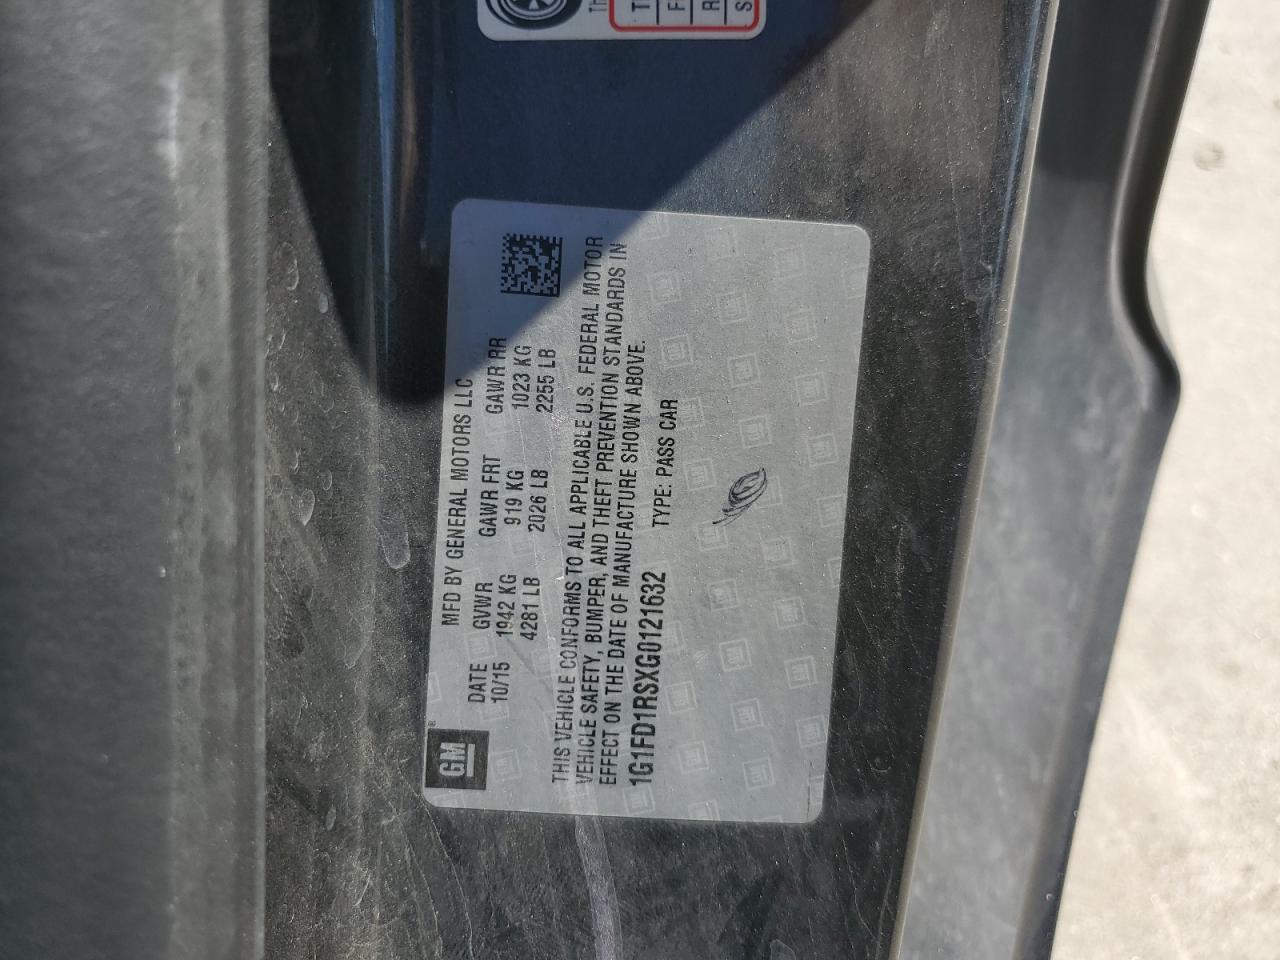 Th
T
F
R
S
GM®
MFD BY GENERAL MOTORS LLC
DATE GVWR GAWR FRT GAWR RR
10/15 1942 KG 919 KG 1023 KG
4281 LB 2026 LB 2255 LB
THIS VEHICLE CONFORMS TO ALL APPLICABLE U.S. FEDERAL MOTOR
VEHICLE SAFETY, BUMPER, AND THEFT PREVENTION STANDARDS IN
EFFECT ON THE DATE OF MANUFACTURE SHOWN ABOVE.
1G1FD1RSXG0121632 TYPE: PASS CAR